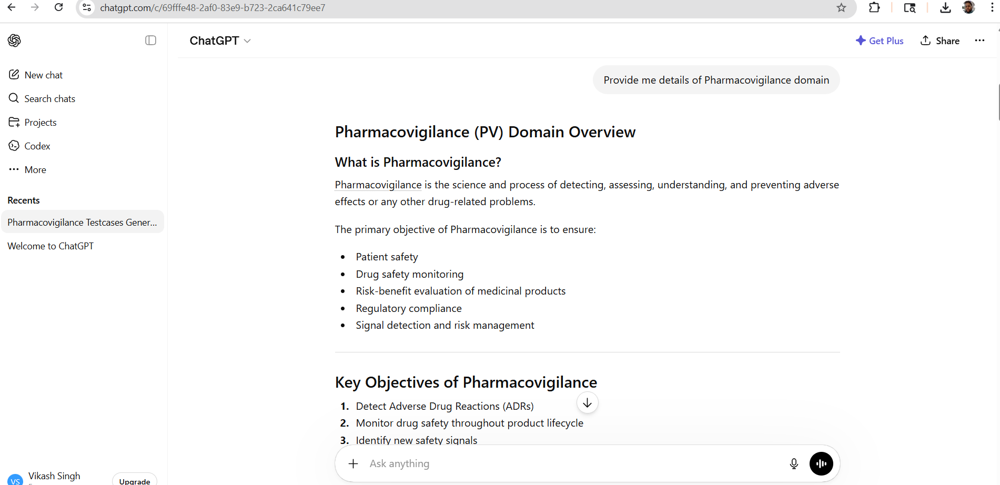 chatgpt.com/c/69fffe48-2af0-83e9-b723-2ca641c79ee7
ChatGPT
Get Plus
Share
New chat
Search chats
Projects
Codex
More
Recents
Pharmacovigilance Testcases Gener...
Welcome to ChatGPT
Provide me details of Pharmacovigilance domain
Pharmacovigilance (PV) Domain Overview
What is Pharmacovigilance?
Pharmacovigilance is the science and process of detecting, assessing, understanding, and preventing adverse
effects or any other drug-related problems.
The primary objective of Pharmacovigilance is to ensure:
• Patient safety
• Drug safety monitoring
• Risk-benefit evaluation of medicinal products
• Regulatory compliance
• Signal detection and risk management
Key Objectives of Pharmacovigilance
1. Detect Adverse Drug Reactions (ADRs)
2. Monitor drug safety throughout product lifecycle
3. Identify new safety signals
Ask anything
VS
Vikash Singh
Upgrade